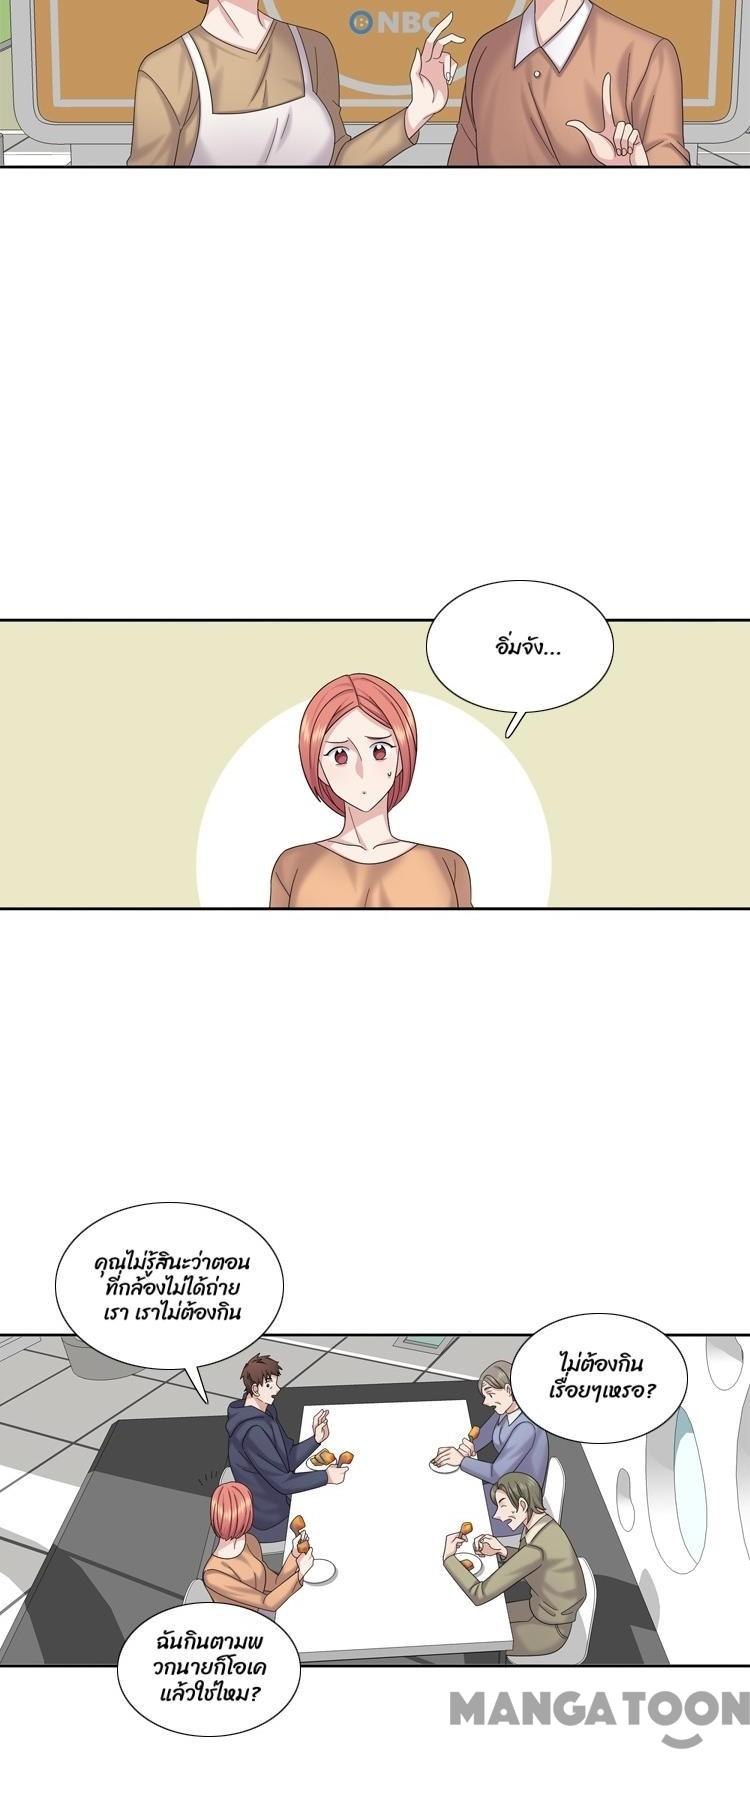 NBC
อิ่มจัง...
คุณไม่รู้สินะว่าตอน
ที่กล้องไม่ได้ถ่าย
เรา เราไม่ต้องกิน
ไม่ต้องกิน
เรื่อยๆเหรอ?
ฉันกินตามพ
วกนายก็โอเค
แล้วใช่ไหม?
MANGATOON